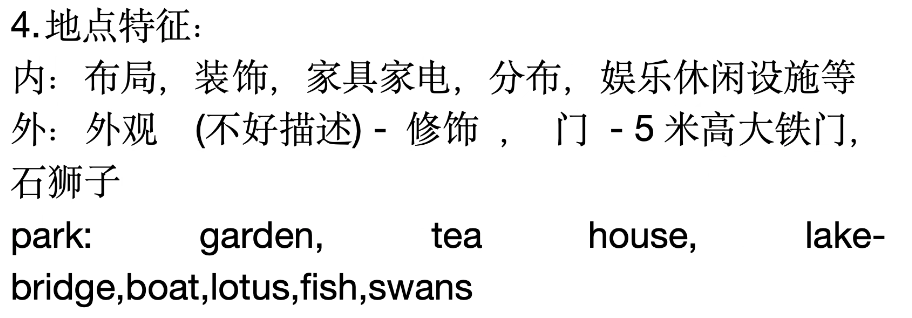 4.地点特征：
内：布局，装饰，家具家电，分布，娱乐休闲设施等
外：外观 (不好描述) - 修饰 ， 门 - 5 米高大铁门，
石狮子
park: garden, tea house, lake-
bridge,boat,lotus,fish,swans